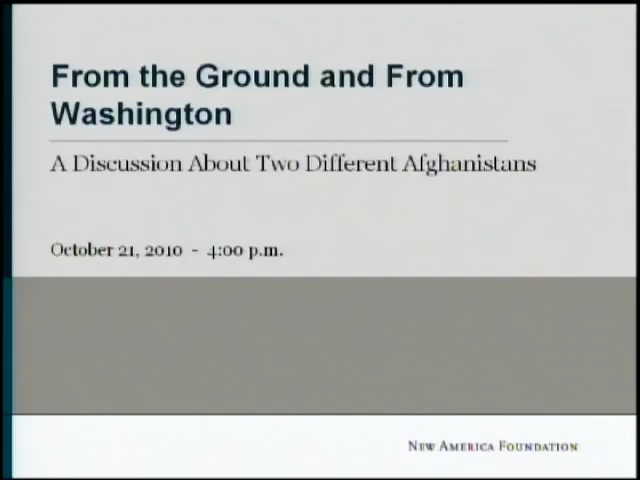 From the Ground and From
Washington
A Discussion About Two Different Afghanistans
October 21, 2010 - 4:00 p.m.
New America Foundation